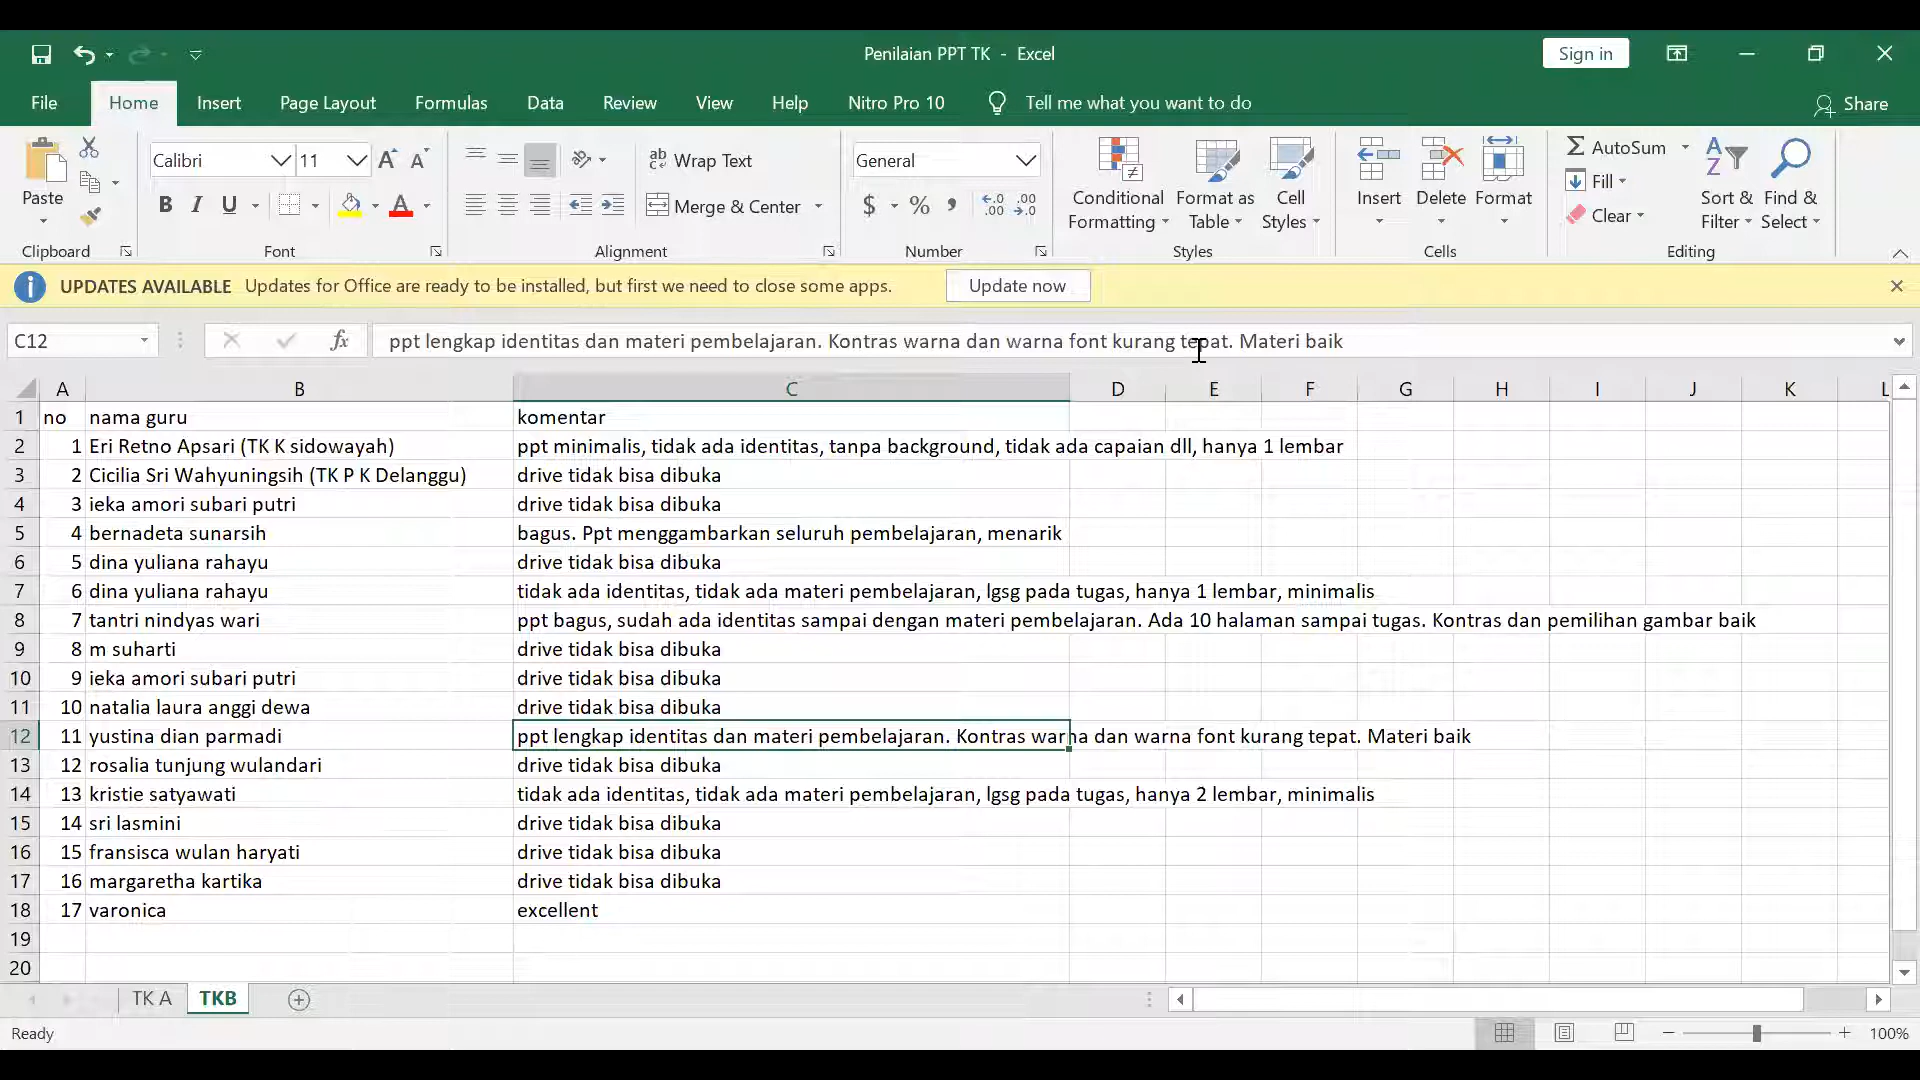 Penilaian PPT TK - Excel
Sign in
File Home Insert Page Layout Formulas Data Review View Help Nitro Pro 10 Tell me what you want to do Share
Paste
Clipboard
Calibri 11
B I U
Font
Wrap Text
Merge & Center
Alignment
General
$ %
Number
Conditional Formatting
Format as Table
Cell Styles
Styles
Insert Delete Format
Cells
AutoSum
Fill
Clear
Sort & Filter
Find & Select
Editing
UPDATES AVAILABLE Updates for Office are ready to be installed, but first we need to close some apps. Update now
C12 fx ppt lengkap identitas dan materi pembelajaran. Kontras warna dan warna font kurang tepat. Materi baik
A B C D E F G H I J K L
1 no nama guru komentar
2 1 Eri Retno Apsari (TK K sidowayah) ppt minimalis, tidak ada identitas, tanpa background, tidak ada capaian dll, hanya 1 lembar
3 2 Cicilia Sri Wahyuningsih (TK P K Delanggu) drive tidak bisa dibuka
4 3 ieka amori subari putri drive tidak bisa dibuka
5 4 bernadeta sunarsih bagus. Ppt menggambarkan seluruh pembelajaran, menarik
6 5 dina yuliana rahayu drive tidak bisa dibuka
7 6 dina yuliana rahayu tidak ada identitas, tidak ada materi pembelajaran, lgsg pada tugas, hanya 1 lembar, minimalis
8 7 tantri nindyas wari ppt bagus, sudah ada identitas sampai dengan materi pembelajaran. Ada 10 halaman sampai tugas. Kontras dan pemilihan gambar baik
9 8 m suharti drive tidak bisa dibuka
10 9 ieka amori subari putri drive tidak bisa dibuka
11 10 natalia laura anggi dewa drive tidak bisa dibuka
12 11 yustina dian parmadi ppt lengkap identitas dan materi pembelajaran. Kontras warna dan warna font kurang tepat. Materi baik
13 12 rosalia tunjung wulandari drive tidak bisa dibuka
14 13 kristie satyawati tidak ada identitas, tidak ada materi pembelajaran, lgsg pada tugas, hanya 2 lembar, minimalis
15 14 sri lasmini drive tidak bisa dibuka
16 15 fransisca wulan haryati drive tidak bisa dibuka
17 16 margaretha kartika drive tidak bisa dibuka
18 17 varonica excellent
19
20
TK A TKB
Ready 100%